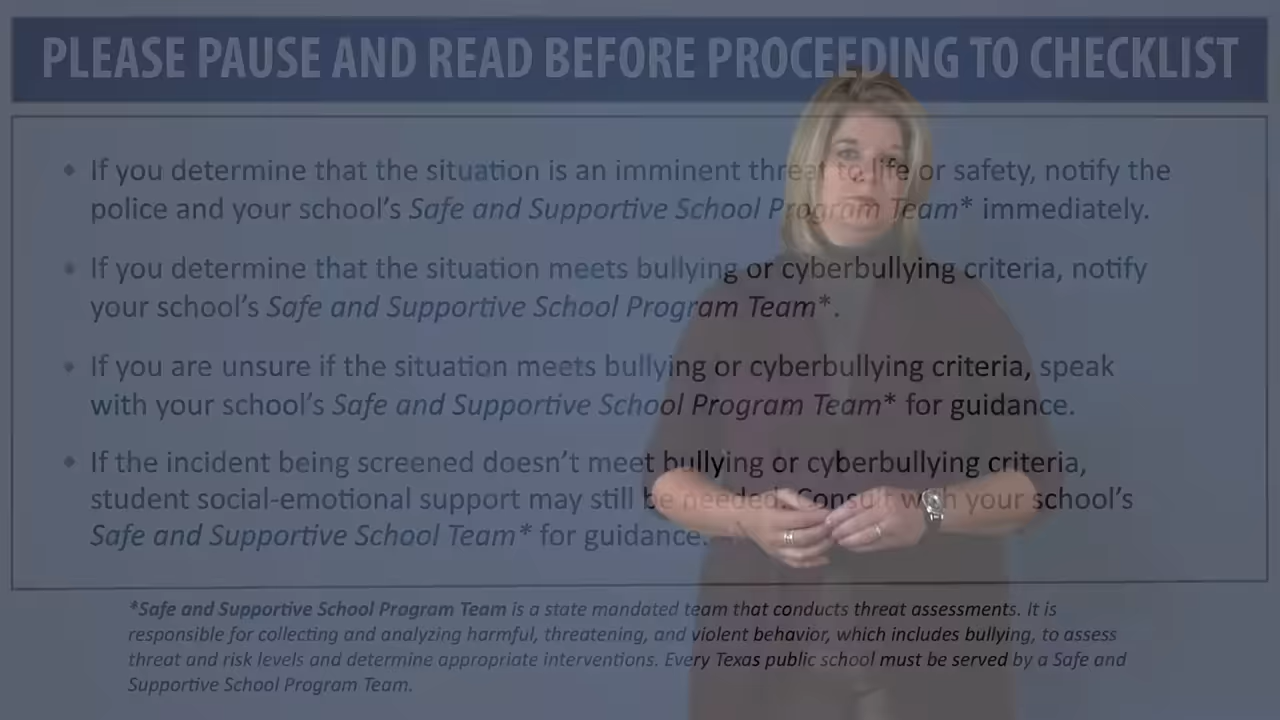 PLEASE PAUSE AND READ BEFORE PROCEEDING TO CHECKLIST
• If you determine that the situation is an imminent threat to life or safety, notify the
police and your school's Safe and Supportive School Program Team* immediately.
• If you determine that the situation meets bullying or cyberbullying criteria, notify
your school's Safe and Supportive School Program Team*.
• If you are unsure if the situation meets bullying or cyberbullying criteria, speak
with your school's Safe and Supportive School Program Team* for guidance.
• If the incident being screened doesn't meet bullying or cyberbullying criteria,
student social-emotional support may still be needed. Consult with your school's
Safe and Supportive School Team* for guidance.
*Safe and Supportive School Program Team is a state mandated team that conducts threat assessments. It is
responsible for collecting and analyzing harmful, threatening, and violent behavior, which includes bullying, to assess
threat and risk levels and determine appropriate interventions. Every Texas public school must be served by a Safe and
Supportive School Program Team.